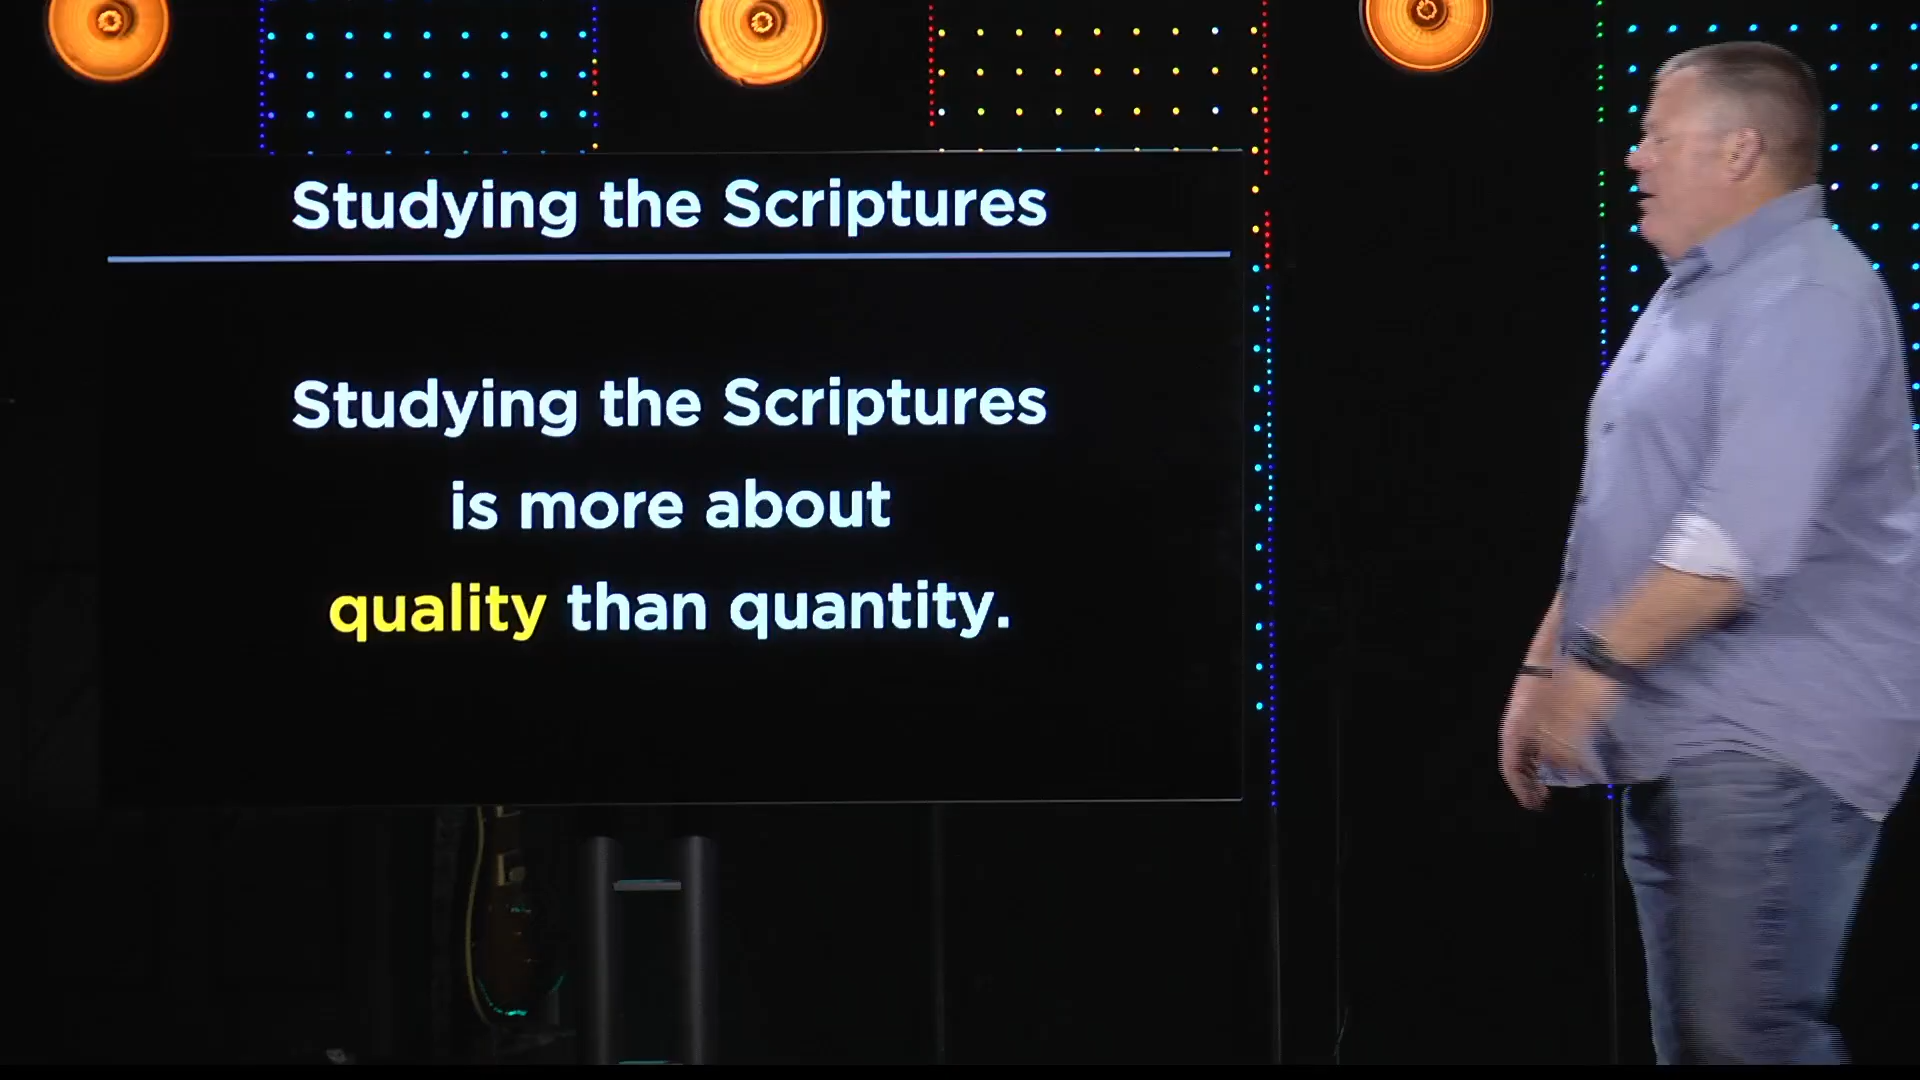 Studying the Scriptures
Studying the Scriptures
is more about
quality than quantity.